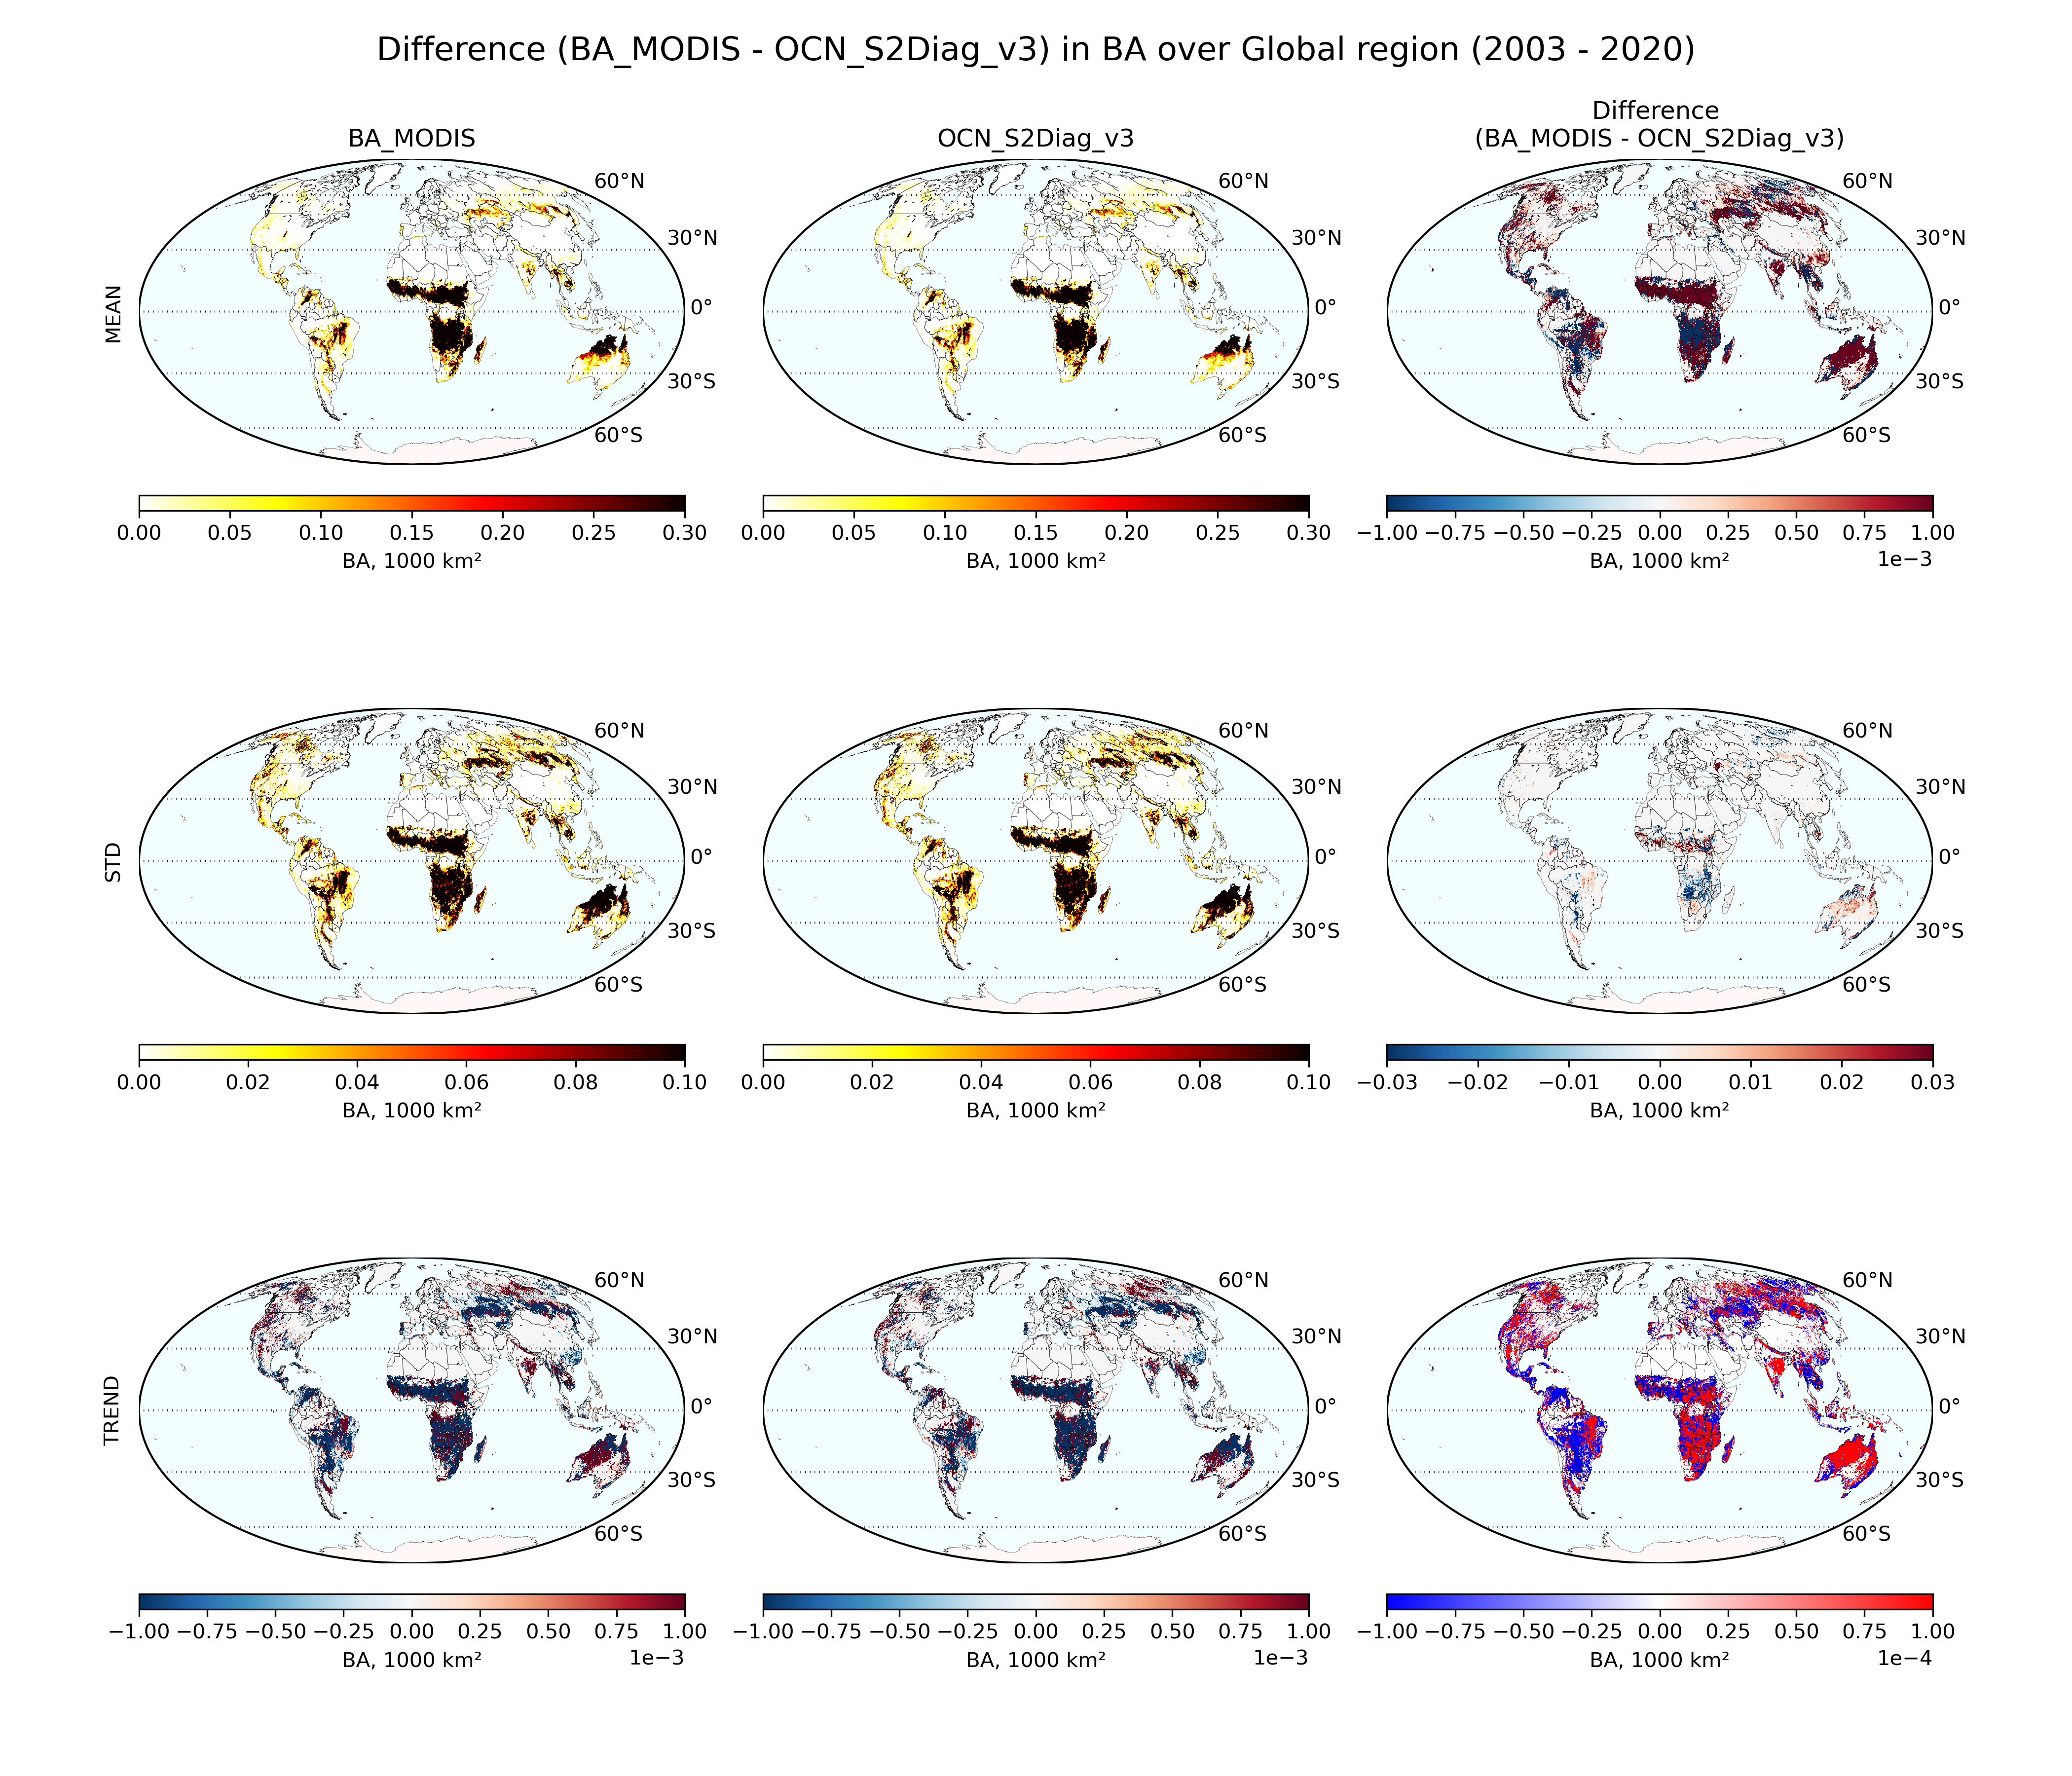 Difference (BA_MODIS - OCN_S2Diag_v3) in BA over Global region (2003 - 2020)
BA_MODIS
OCN_S2Diag_v3
Difference
(BA_MODIS - OCN_S2Diag_v3)
MEAN
60°N
30°N
0°
30°S
60°S
60°N
30°N
0°
30°S
60°S
60°N
30°N
0°
30°S
60°S
0.00 0.05 0.10 0.15 0.20 0.25 0.30
BA, 1000 km²
0.00 0.05 0.10 0.15 0.20 0.25 0.30
BA, 1000 km²
−1.00 −0.75 −0.50 −0.25 0.00 0.25 0.50 0.75 1.00
BA, 1000 km²
1e−3
STD
60°N
30°N
0°
30°S
60°S
60°N
30°N
0°
30°S
60°S
60°N
30°N
0°
30°S
60°S
0.00 0.02 0.04 0.06 0.08 0.10
BA, 1000 km²
0.00 0.02 0.04 0.06 0.08 0.10
BA, 1000 km²
−0.03 −0.02 −0.01 0.00 0.01 0.02 0.03
BA, 1000 km²
TREND
60°N
30°N
0°
30°S
60°S
60°N
30°N
0°
30°S
60°S
60°N
30°N
0°
30°S
60°S
−1.00 −0.75 −0.50 −0.25 0.00 0.25 0.50 0.75 1.00
BA, 1000 km²
1e−3
−1.00 −0.75 −0.50 −0.25 0.00 0.25 0.50 0.75 1.00
BA, 1000 km²
1e−3
−1.00 −0.75 −0.50 −0.25 0.00 0.25 0.50 0.75 1.00
BA, 1000 km²
1e−4